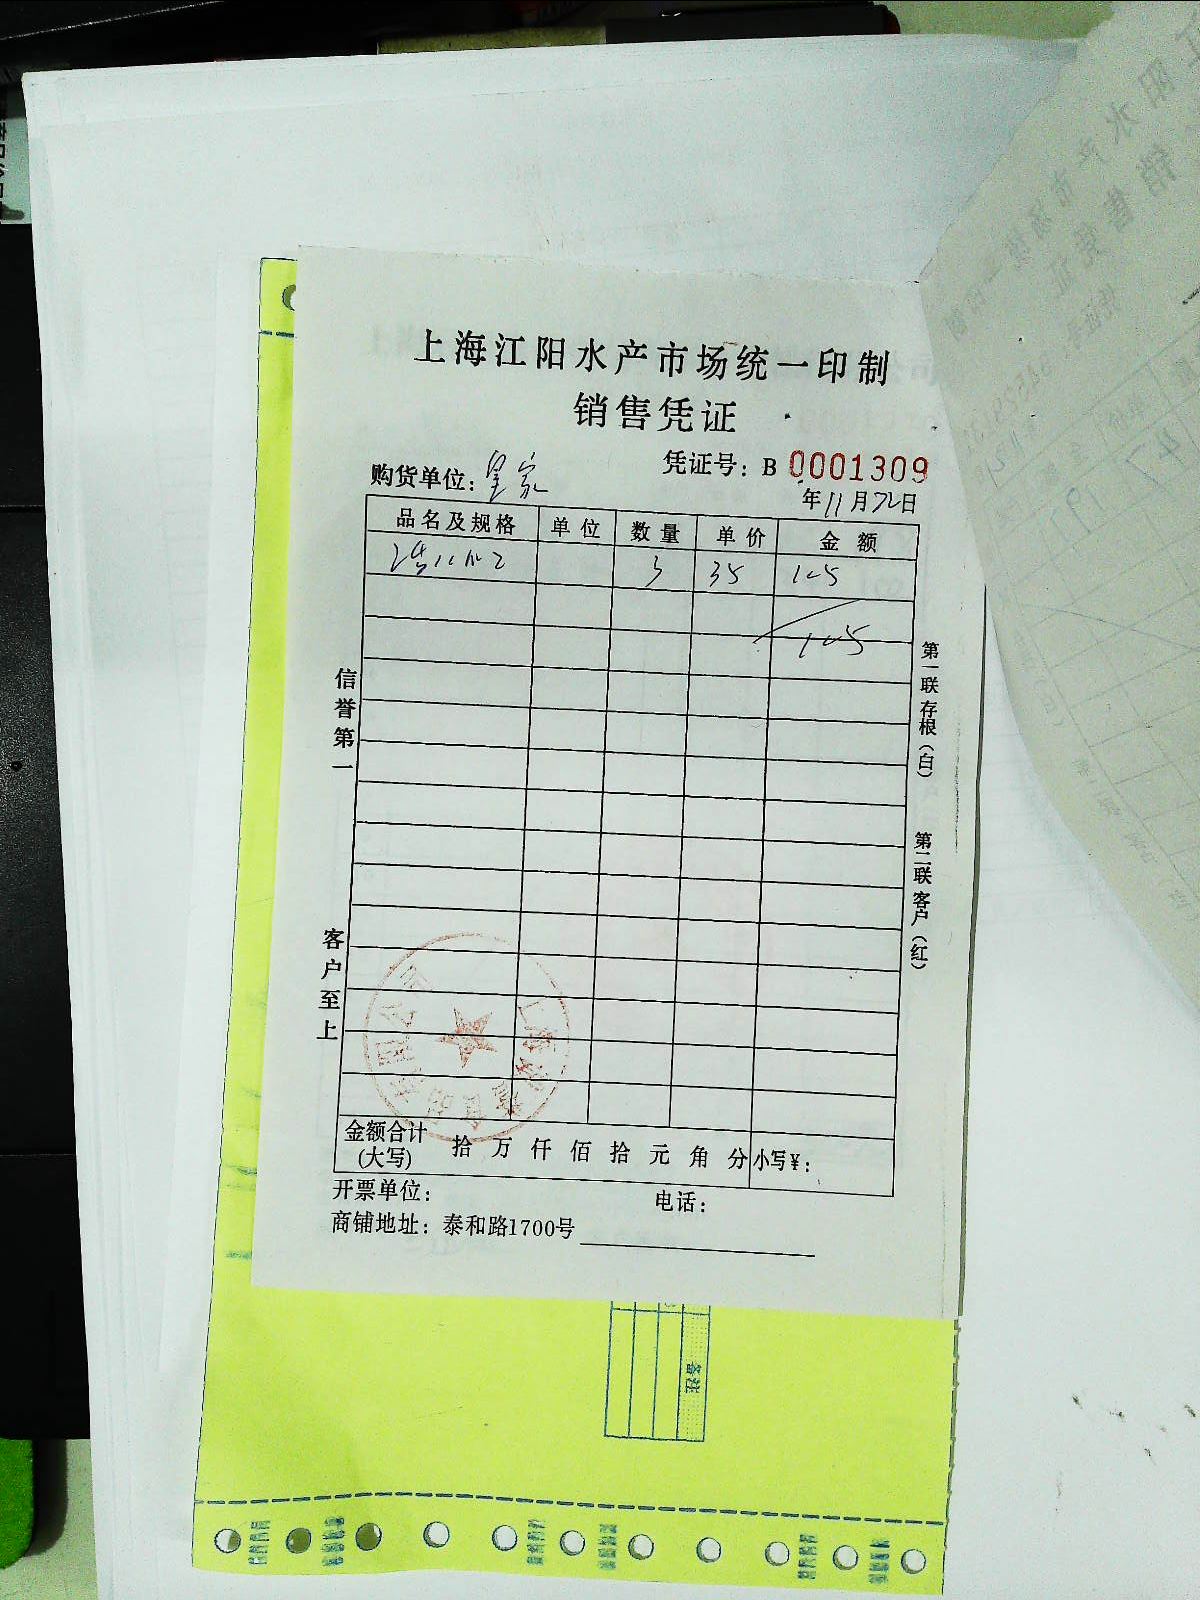 上海江阳水产市场统一印制
销售凭证
凭证号：B 0001309
购货单位：皇家
年11月 日
品名及规格 单位 数量 单价 金额
3 35 105
105
信誉第一
客户至上
第一联 存根（白）
第二联 客户（红）
金额合计(大写) 拾 万 仟 佰 拾 元 角 分 小写¥：
开票单位： 电话：
商铺地址：泰和路1700号
备注